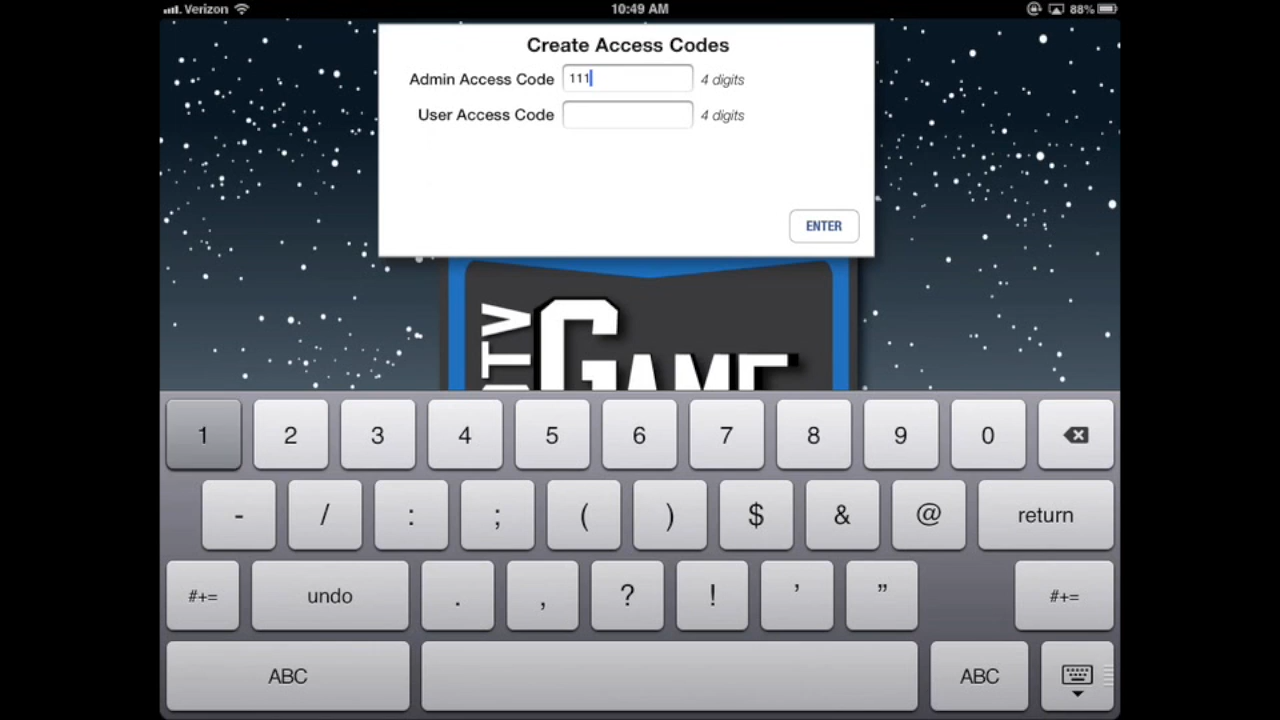 Verizon 10:49 AM 88%
Create Access Codes
Admin Access Code 111 4 digits
User Access Code 4 digits
ENTER
GAME
1 2 3 4 5 6 7 8 9 0
- / : ; ( ) $ & @ return
#+= undo . , ? ! ’ ” #+=
ABC ABC